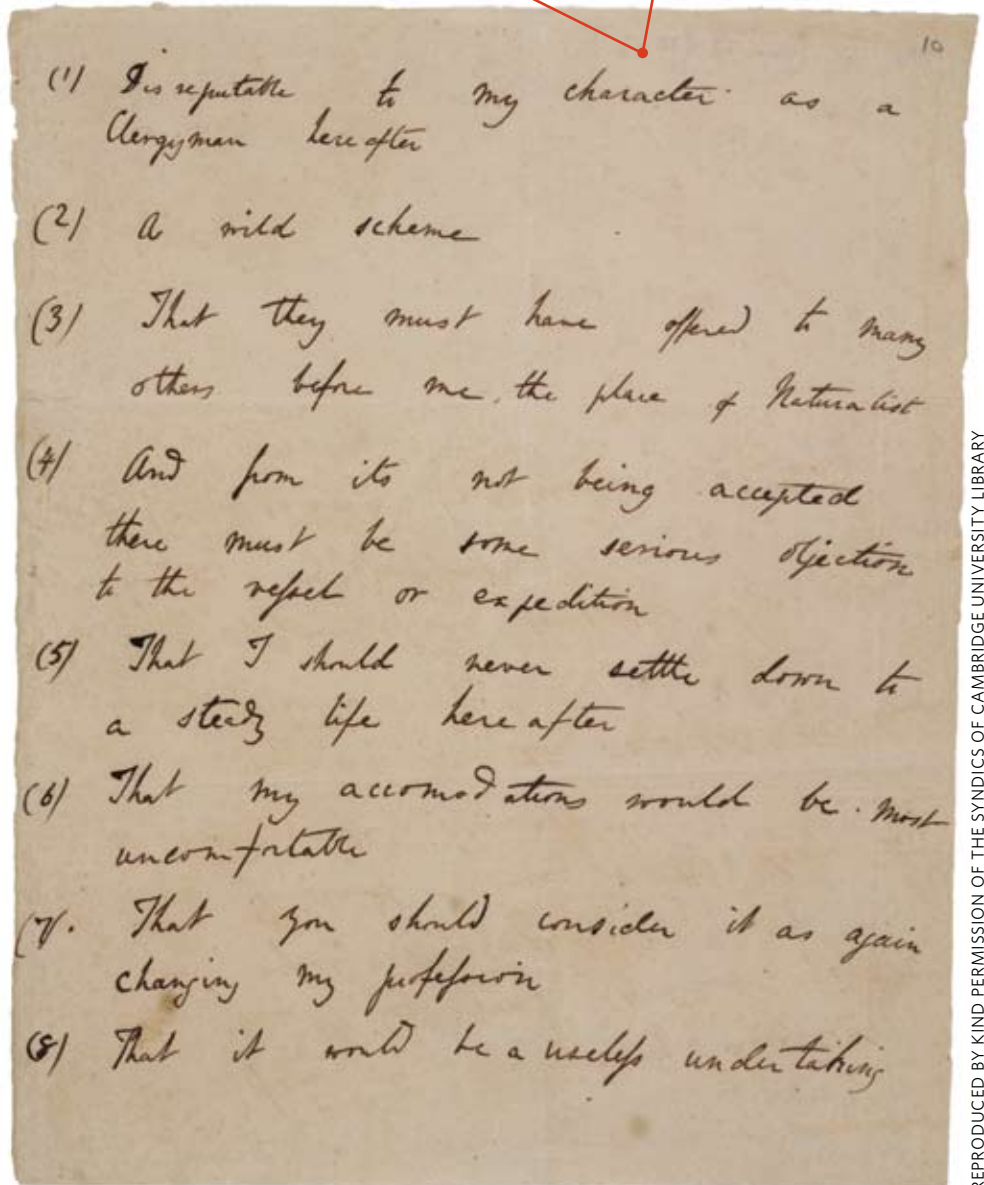 10
(1) Disreputable to my character as a
Clergyman hereafter
(2) A wild scheme
(3) That they must have offered to many
others before me, the place of Naturalist
(4) And from its not being accepted
there must be some serious objection
to the vessel or expedition
(5) That I should never settle down to
a steady life hereafter
(6) That my accomodations would be most
uncomfortable
(7). That you should consider it as again
changing my profession
(8) That it would be a useless undertaking
REPRODUCED BY KIND PERMISSION OF THE SYNDICS OF CAMBRIDGE UNIVERSITY LIBRARY